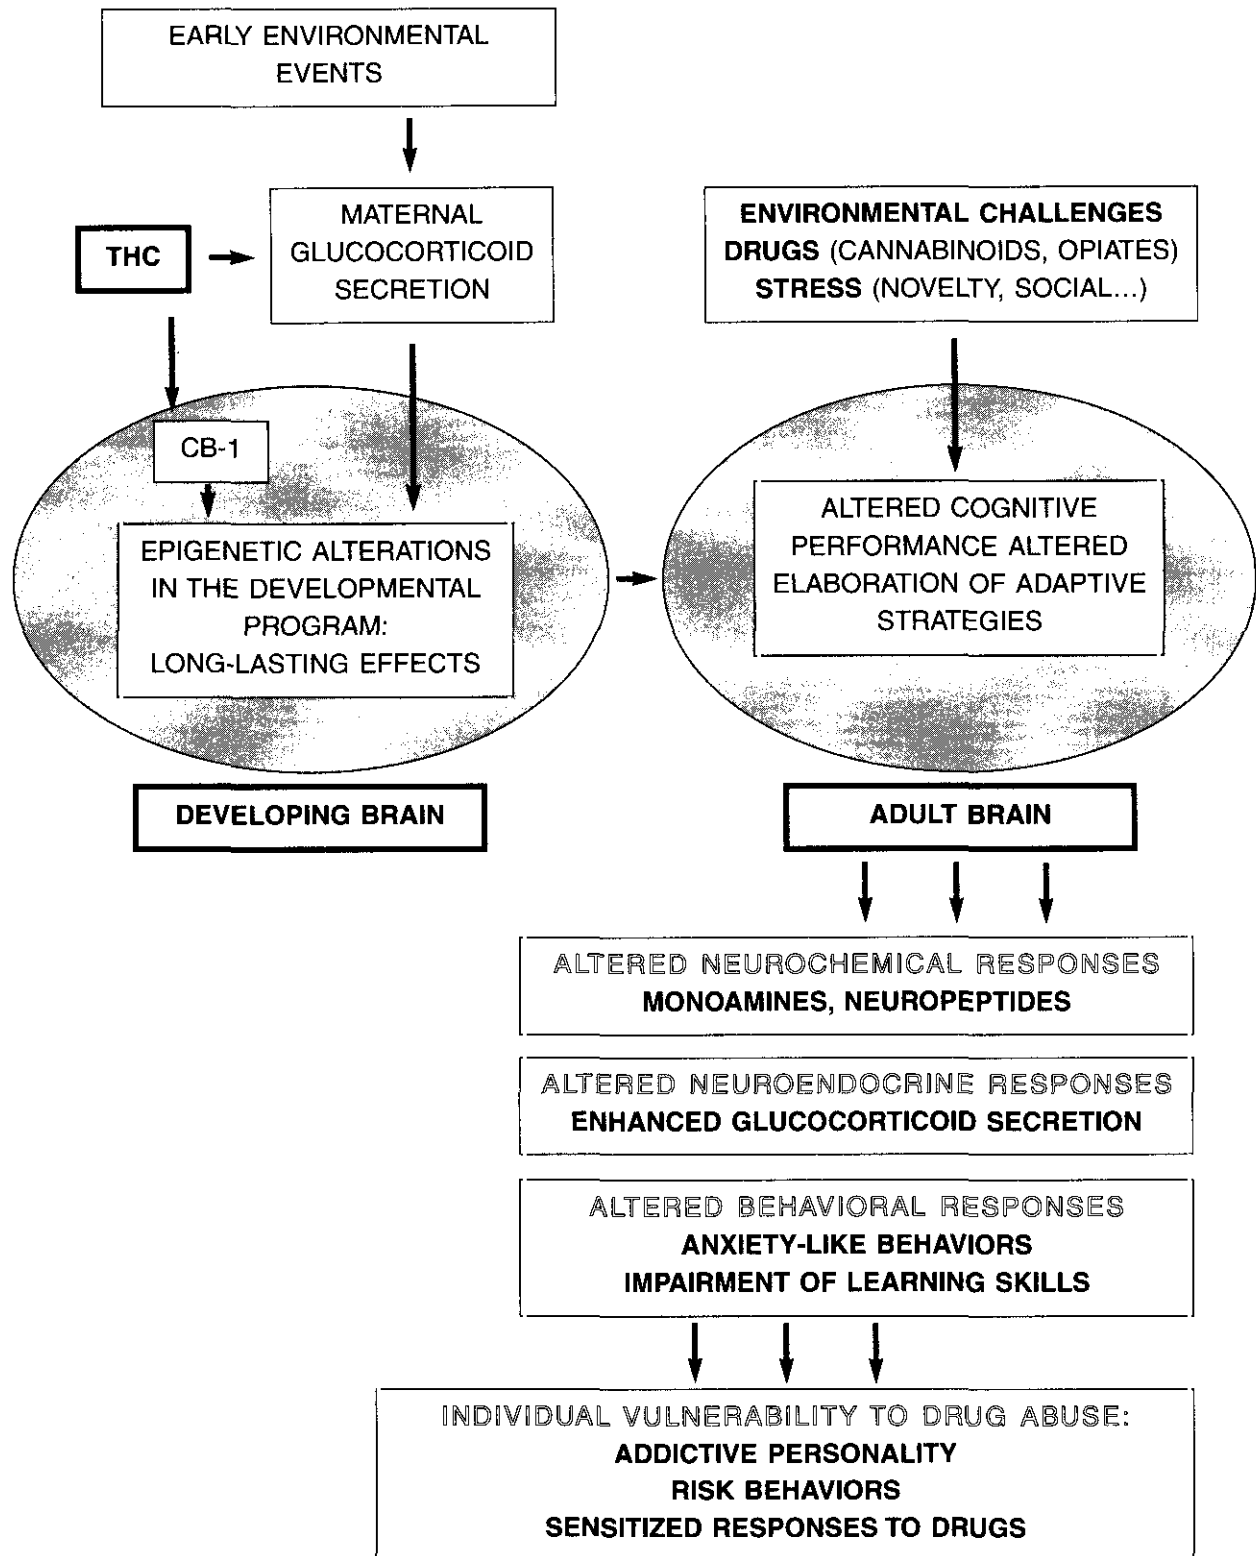 EARLY ENVIRONMENTAL
EVENTS
THC
MATERNAL
GLUCOCORTICOID
SECRETION
ENVIRONMENTAL CHALLENGES
DRUGS (CANNABINOIDS, OPIATES)
STRESS (NOVELTY, SOCIAL...)
CB-1
EPIGENETIC ALTERATIONS
IN THE DEVELOPMENTAL
PROGRAM:
LONG-LASTING EFFECTS
ALTERED COGNITIVE
PERFORMANCE ALTERED
ELABORATION OF ADAPTIVE
STRATEGIES
DEVELOPING BRAIN
ADULT BRAIN
ALTERED NEUROCHEMICAL RESPONSES
MONOAMINES, NEUROPEPTIDES
ALTERED NEUROENDOCRINE RESPONSES
ENHANCED GLUCOCORTICOID SECRETION
ALTERED BEHAVIORAL RESPONSES
ANXIETY-LIKE BEHAVIORS
IMPAIRMENT OF LEARNING SKILLS
INDIVIDUAL VULNERABILITY TO DRUG ABUSE:
ADDICTIVE PERSONALITY
RISK BEHAVIORS
SENSITIZED RESPONSES TO DRUGS